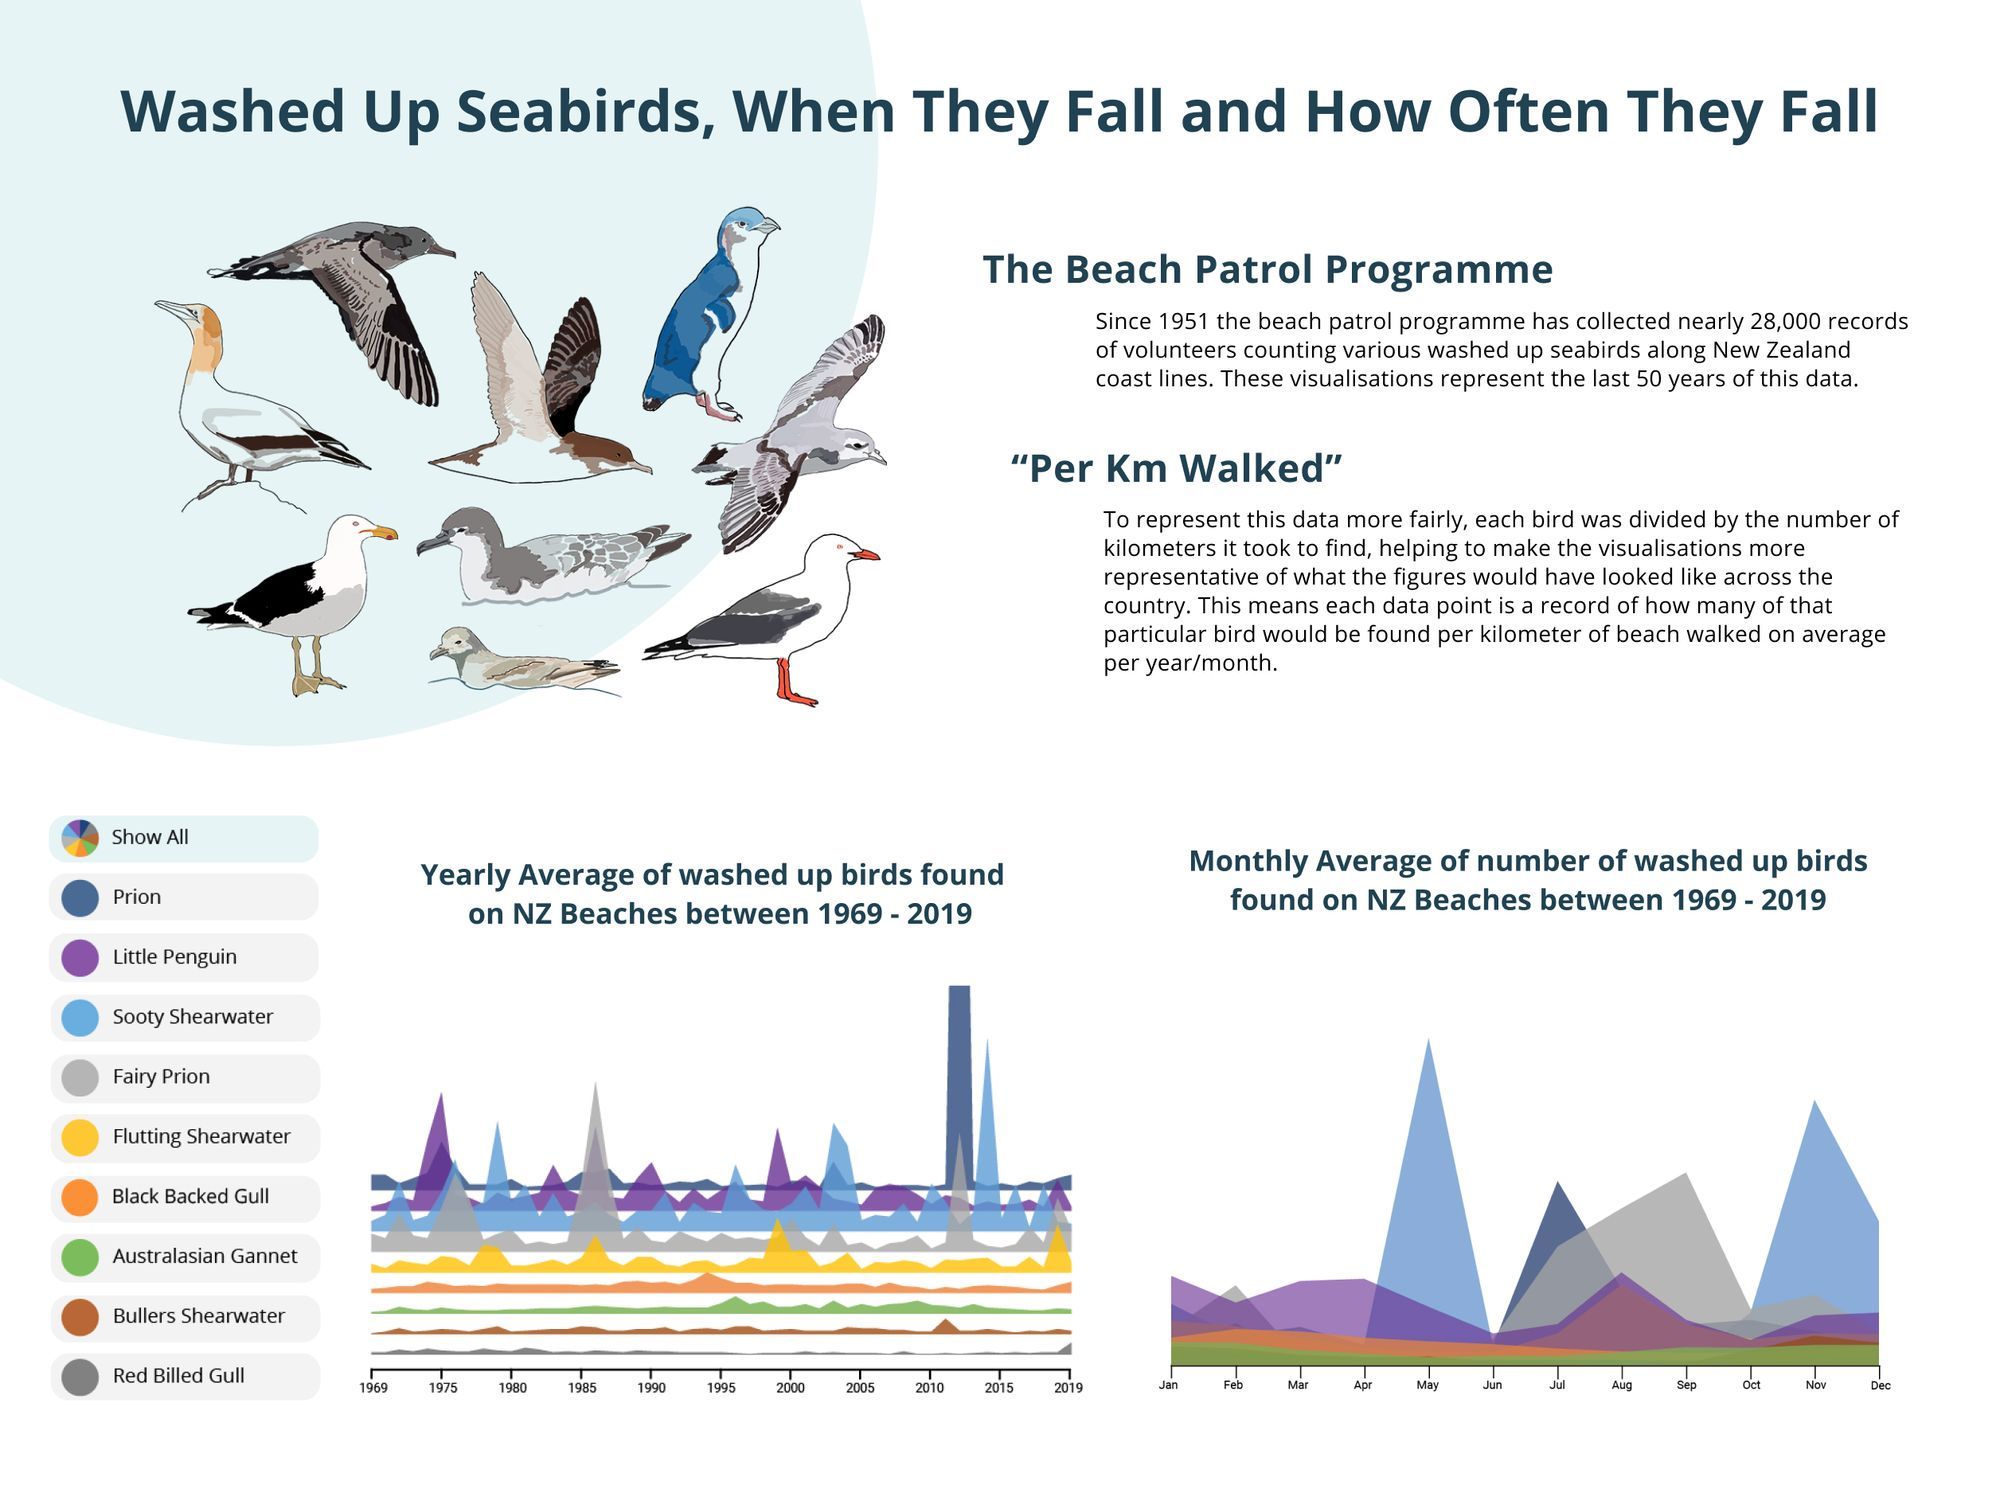 Washed Up Seabirds, When They Fall and How Often They Fall
The Beach Patrol Programme
Since 1951 the beach patrol programme has collected nearly 28,000 records
of volunteers counting various washed up seabirds along New Zealand
coast lines. These visualisations represent the last 50 years of this data.
“Per Km Walked”
To represent this data more fairly, each bird was divided by the number of
kilometers it took to find, helping to make the visualisations more
representative of what the figures would have looked like across the
country. This means each data point is a record of how many of that
particular bird would be found per kilometer of beach walked on average
per year/month.
Show All
Prion
Little Penguin
Sooty Shearwater
Fairy Prion
Flutting Shearwater
Black Backed Gull
Australasian Gannet
Bullers Shearwater
Red Billed Gull
Yearly Average of washed up birds found
on NZ Beaches between 1969 - 2019
1969 1975 1980 1985 1990 1995 2000 2005 2010 2015 2019
Monthly Average of number of washed up birds
found on NZ Beaches between 1969 - 2019
Jan Feb Mar Apr May Jun Jul Aug Sep Oct Nov Dec